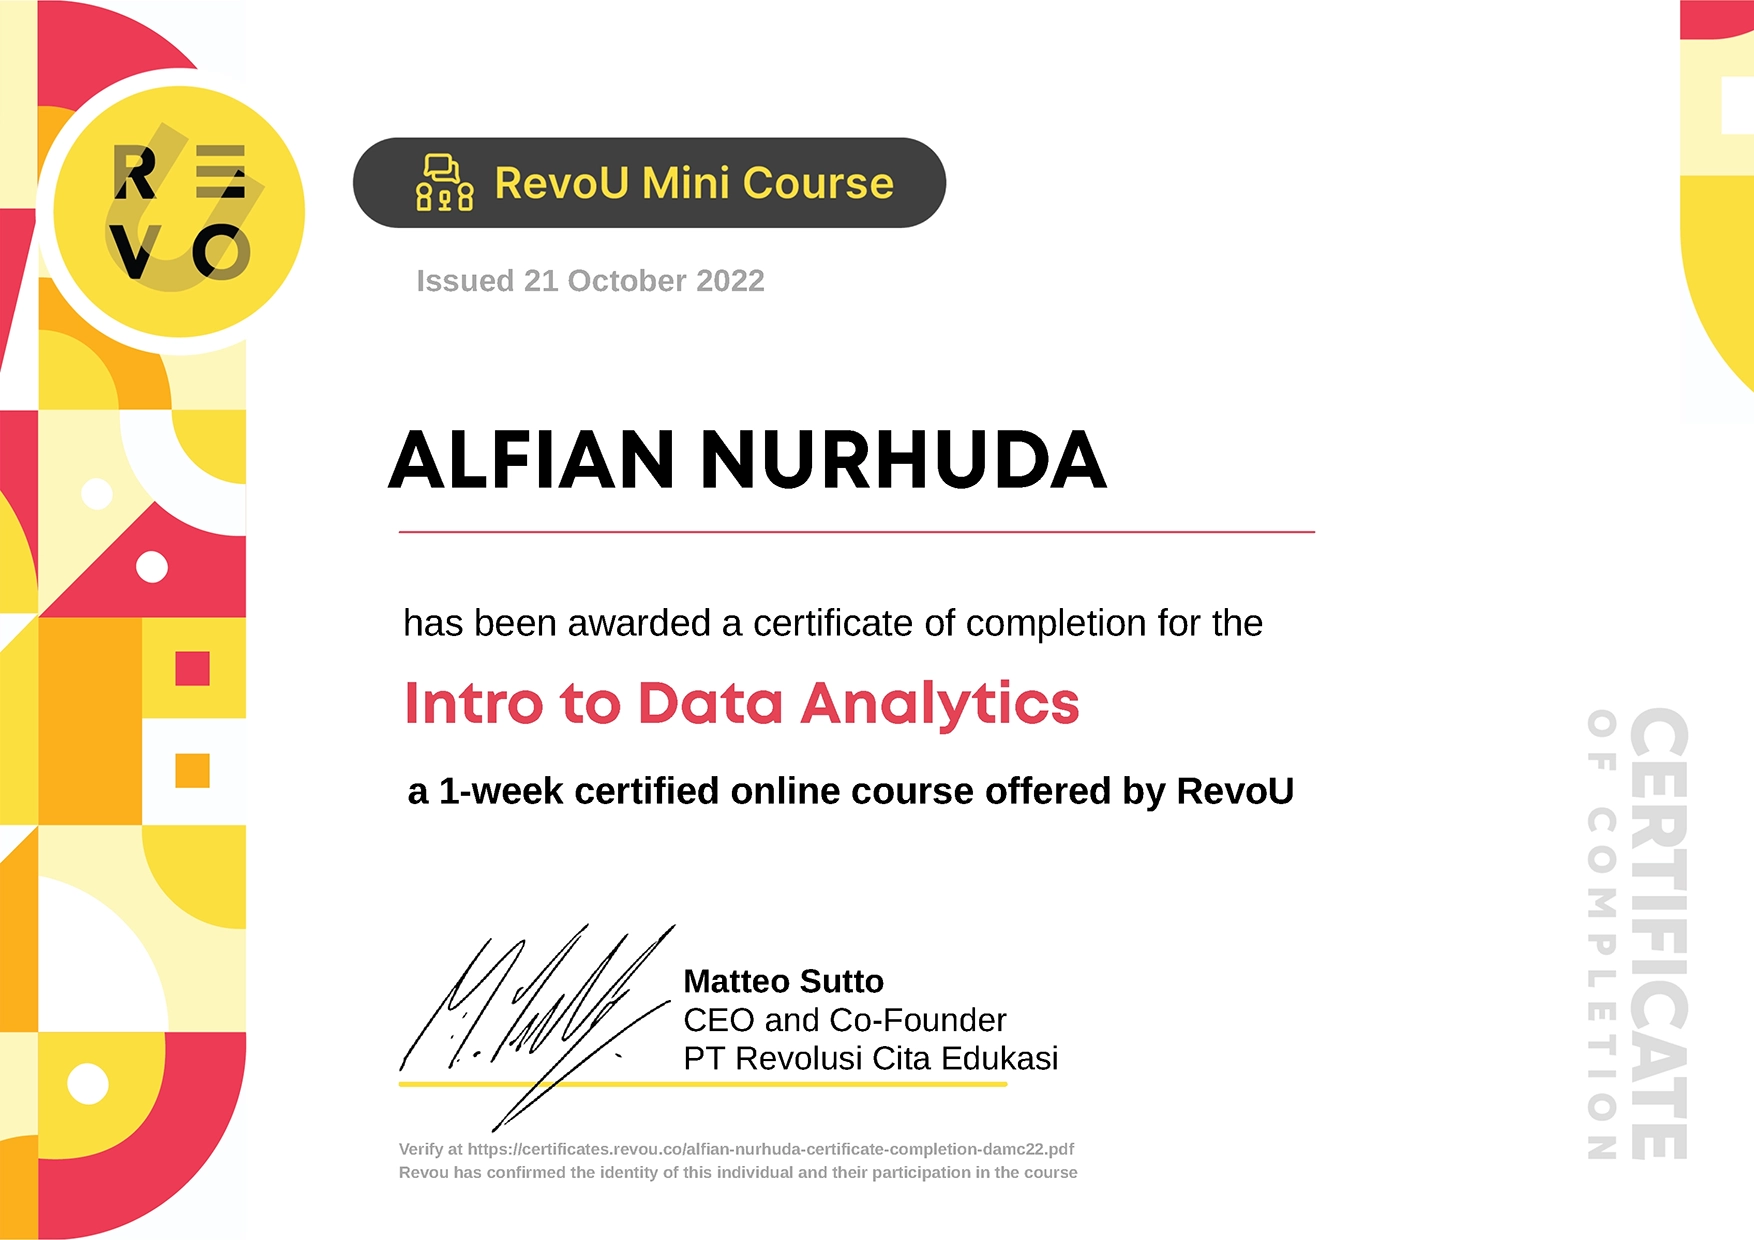 RE
VO
RevoU Mini Course
Issued 21 October 2022
ALFIAN NURHUDA
has been awarded a certificate of completion for the
Intro to Data Analytics
a 1-week certified online course offered by RevoU
Matteo Sutto
CEO and Co-Founder
PT Revolusi Cita Edukasi
Verify at https://certificates.revou.co/alfian-nurhuda-certificate-completion-damc22.pdf
Revou has confirmed the identity of this individual and their participation in the course
CERTIFICATE
OF COMPLETION